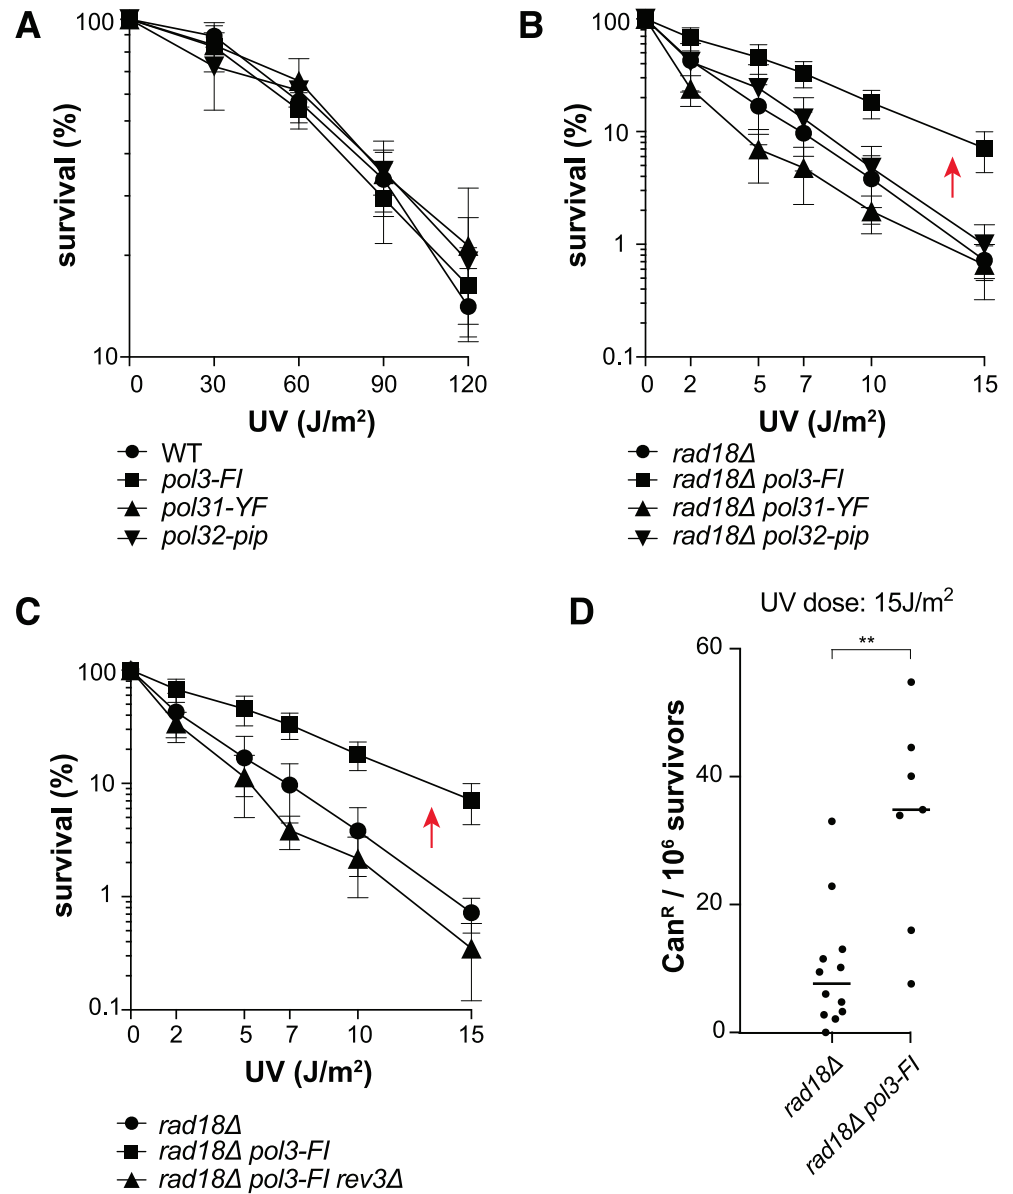 A
survival (%)
100
10
0 30 60 90 120
UV (J/m²)
WT
pol3-FI
pol31-YF
pol32-pip
B
survival (%)
100
10
1
0.1
0 2 5 7 10 15
UV (J/m²)
rad18Δ
rad18Δ pol3-FI
rad18Δ pol31-YF
rad18Δ pol32-pip
C
survival (%)
100
10
1
0.1
0 2 5 7 10 15
UV (J/m²)
rad18Δ
rad18Δ pol3-FI
rad18Δ pol3-FI rev3Δ
D
UV dose: 15J/m²
**
Canᴿ / 10⁶ survivors
60
40
20
0
rad18Δ
rad18Δ pol3-FI